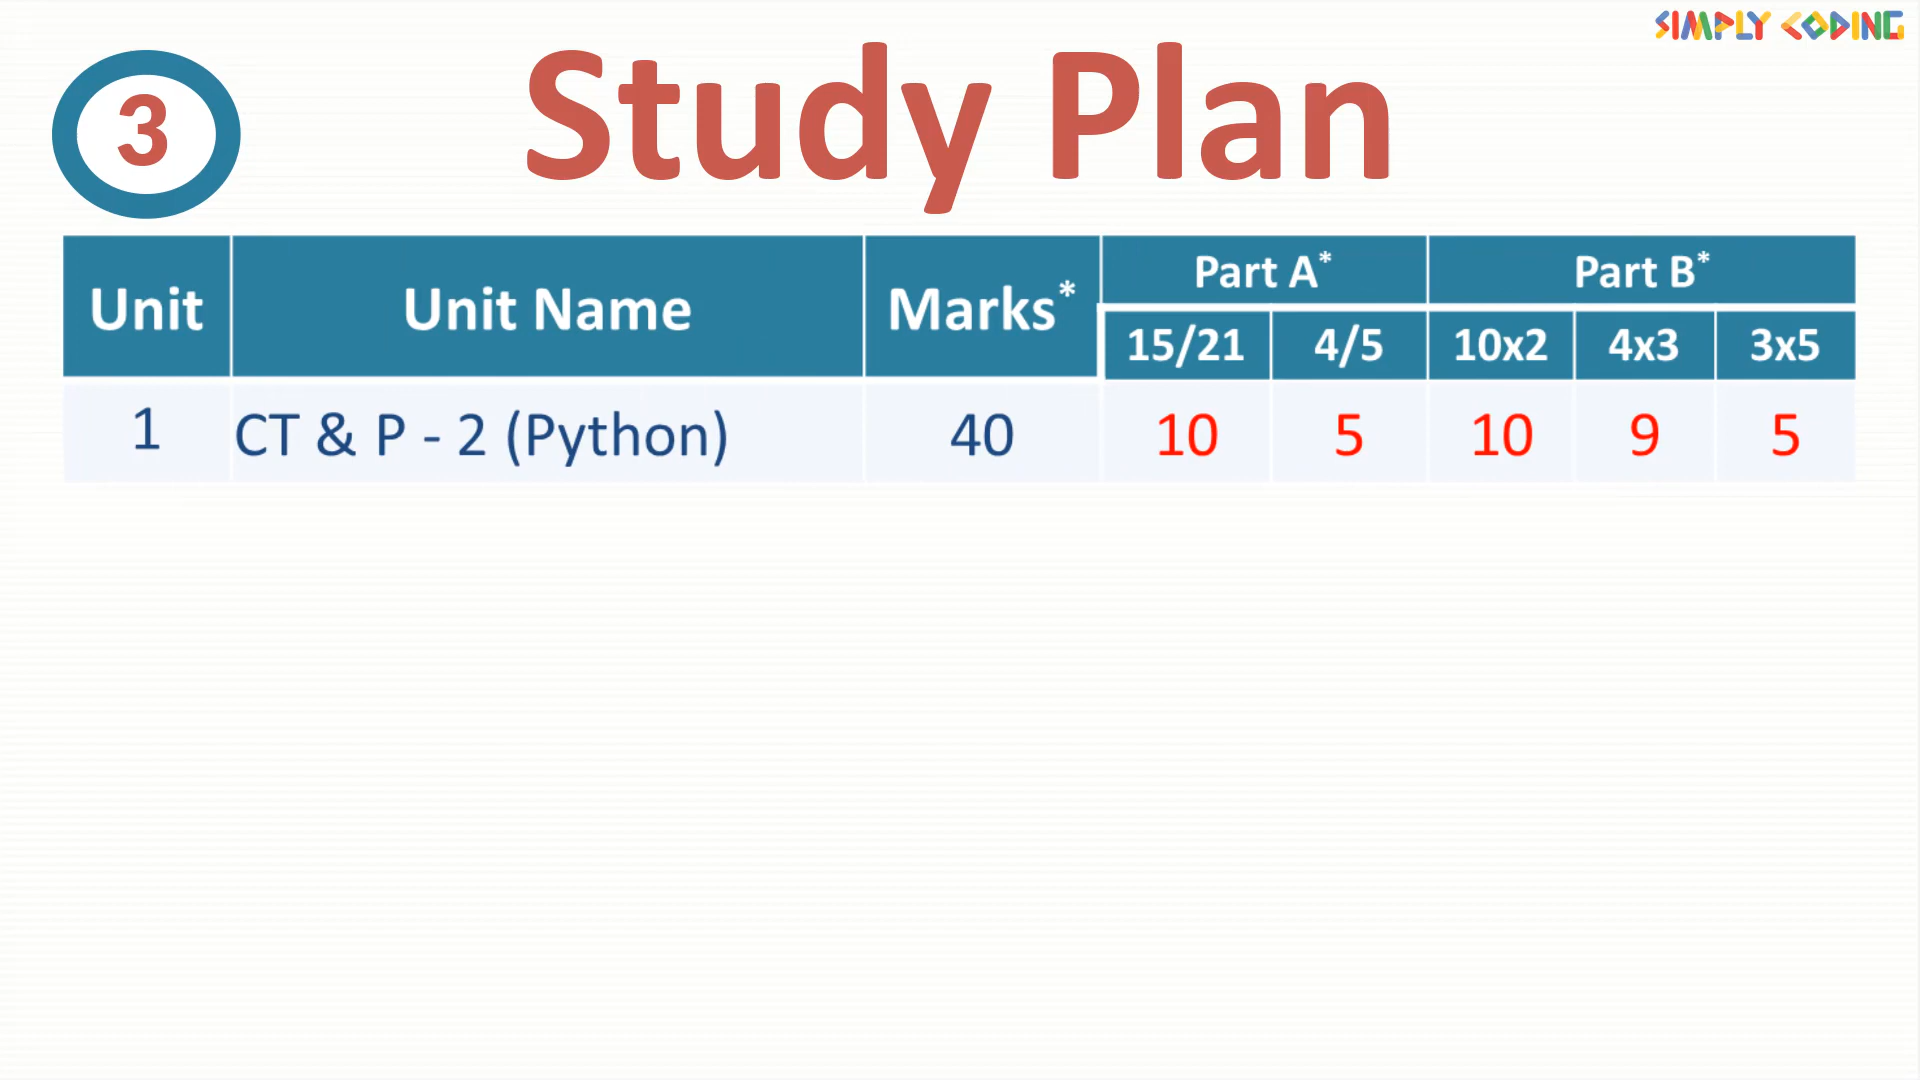 SIMPLY CODING
3
Study Plan
Unit Unit Name Marks* Part A* Part B*
15/21 4/5 10x2 4x3 3x5
1 CT & P - 2 (Python) 40 10 5 10 9 5